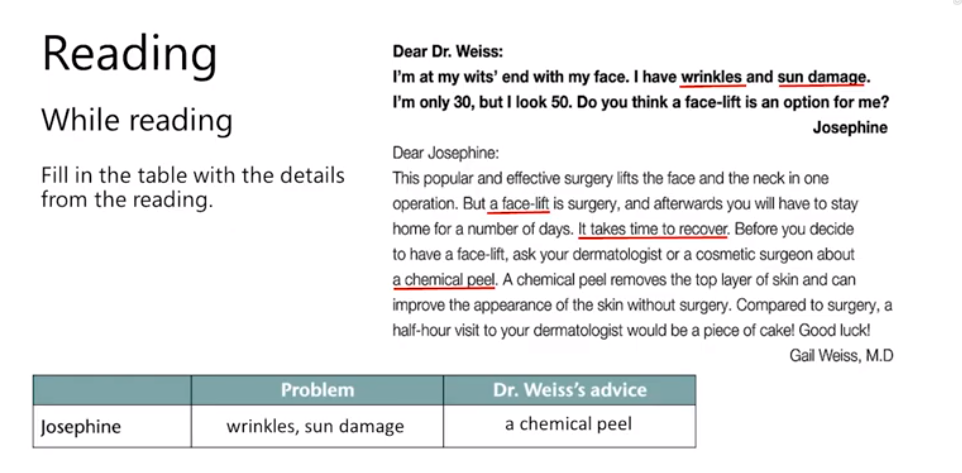 Reading
While reading
Fill in the table with the details
from the reading.
Dear Dr. Weiss:
I'm at my wits' end with my face. I have wrinkles and sun damage.
I'm only 30, but I look 50. Do you think a face-lift is an option for me?
Josephine
Dear Josephine:
This popular and effective surgery lifts the face and the neck in one
operation. But a face-lift is surgery, and afterwards you will have to stay
home for a number of days. It takes time to recover. Before you decide
to have a face-lift, ask your dermatologist or a cosmetic surgeon about
a chemical peel. A chemical peel removes the top layer of skin and can
improve the appearance of the skin without surgery. Compared to surgery, a
half-hour visit to your dermatologist would be a piece of cake! Good luck!
Gail Weiss, M.D
Problem Dr. Weiss's advice
Josephine wrinkles, sun damage a chemical peel